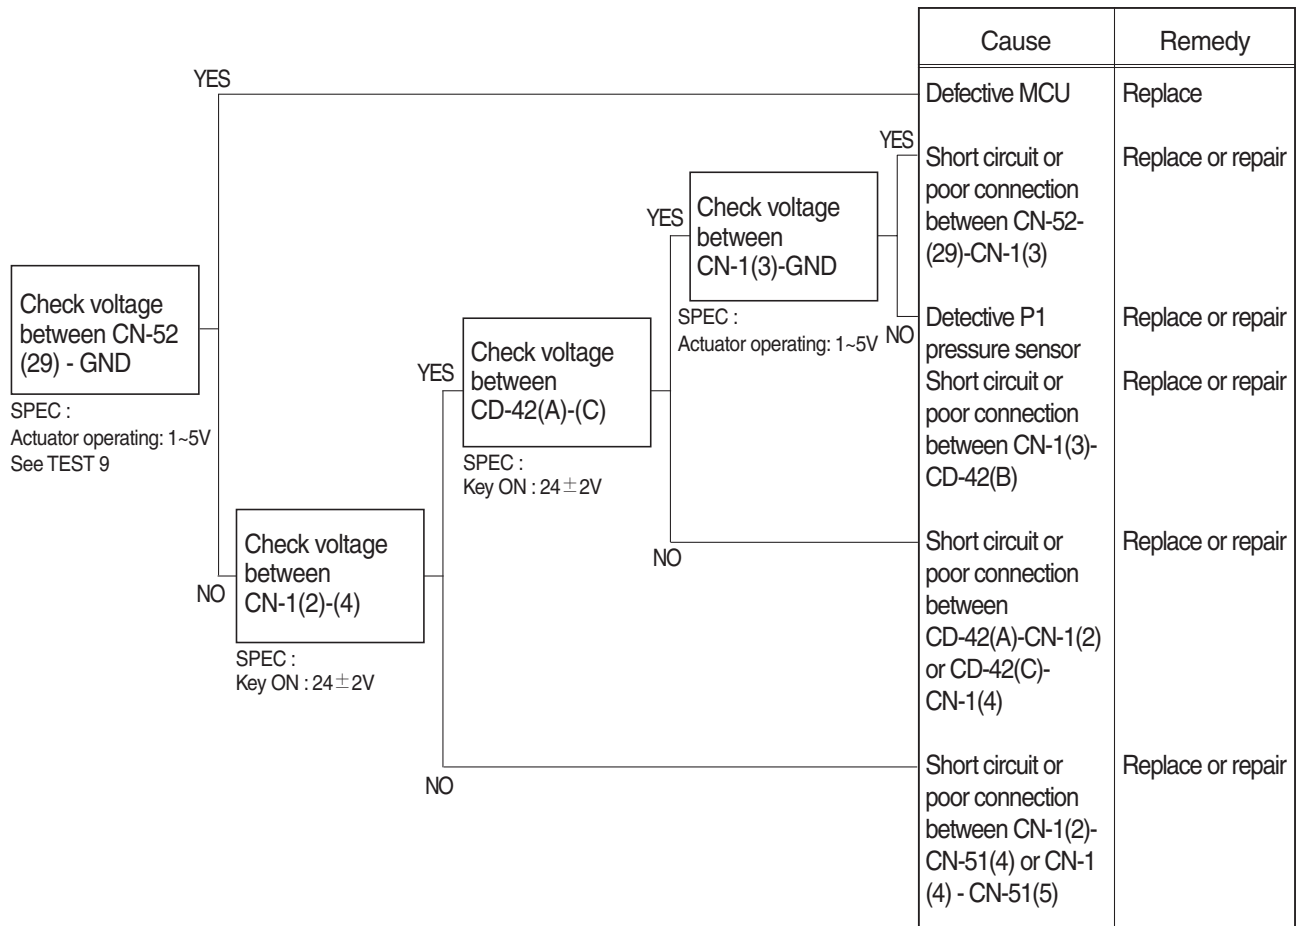 Cause
Remedy
YES
Defective MCU
Replace
YES
Short circuit or
poor connection
between CN-52-
(29)-CN-1(3)
Replace or repair
YES
Check voltage
between
CN-1(3)-GND
SPEC :
Actuator operating: 1~5V
NO
Detective P1
pressure sensor
Replace or repair
Short circuit or
poor connection
between CN-1(3)-
CD-42(B)
Replace or repair
Check voltage
between CN-52
(29) - GND
SPEC :
Actuator operating: 1~5V
See TEST 9
YES
Check voltage
between
CD-42(A)-(C)
SPEC :
Key ON : 24±2V
NO
Short circuit or
poor connection
between
CD-42(A)-CN-1(2)
or CD-42(C)-
CN-1(4)
Replace or repair
NO
Check voltage
between
CN-1(2)-(4)
SPEC :
Key ON : 24±2V
NO
Short circuit or
poor connection
between CN-1(2)-
CN-51(4) or CN-1
(4) - CN-51(5)
Replace or repair